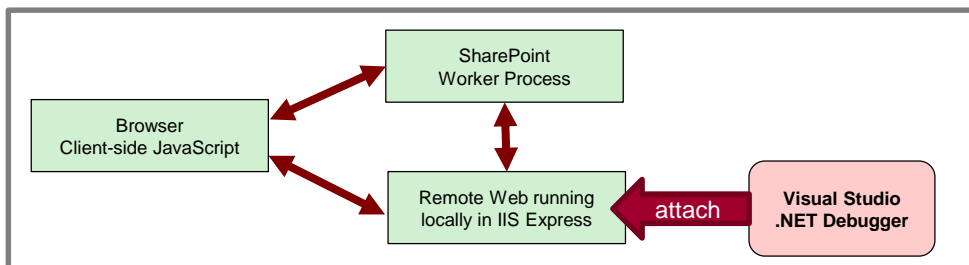 SharePoint
Worker Process
Browser
Client-side JavaScript
Remote Web running
locally in IIS Express
attach
Visual Studio
.NET Debugger